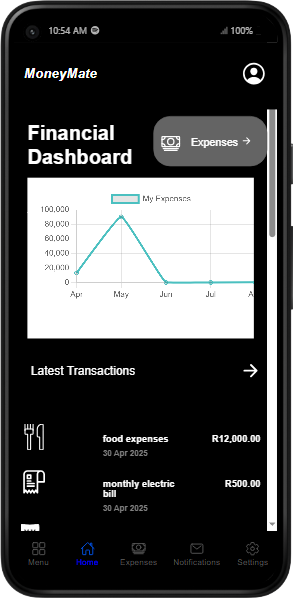 10:54 AM
100%
MoneyMate
Financial
Dashboard
Expenses →
My Expenses
100,000
80,000
60,000
40,000
20,000
0
Apr May Jun Jul A
Latest Transactions
food expenses R12,000.00
30 Apr 2025
monthly electric R500.00
bill
30 Apr 2025
Menu Home Expenses Notifications Settings